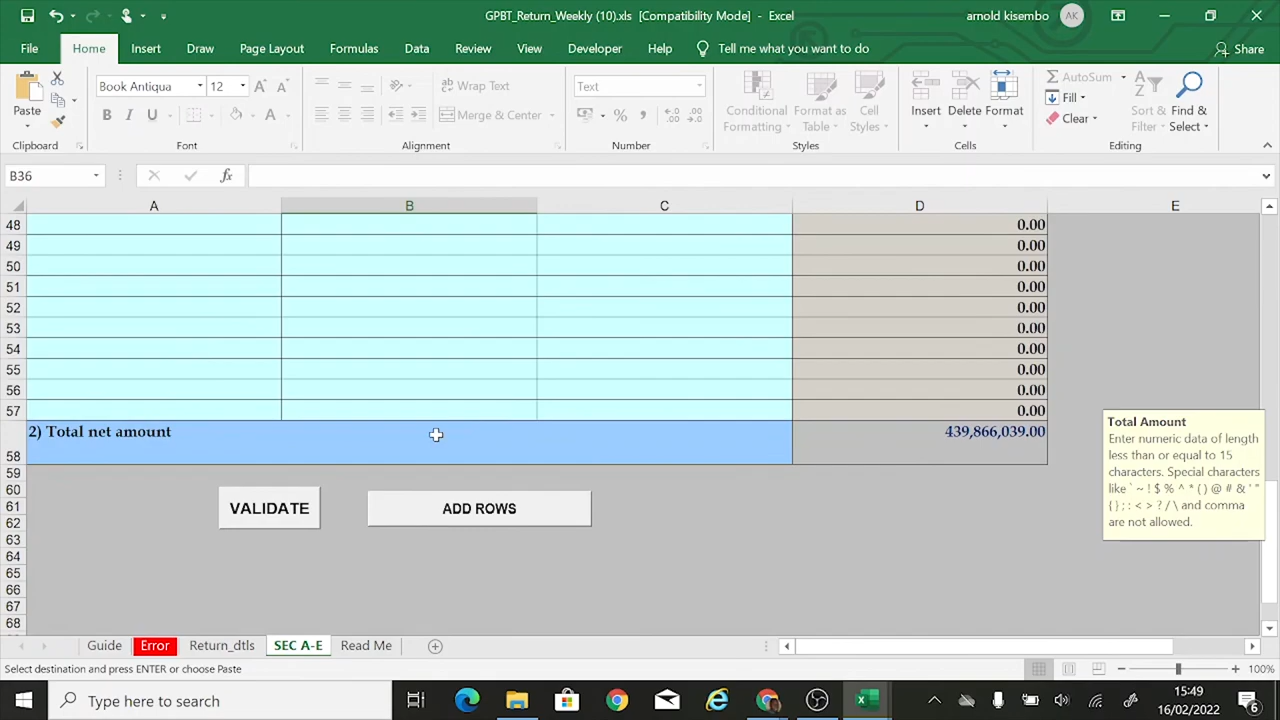 GPBT_Return_Weekly (10).xls [Compatibility Mode] - Excel
arnold kisembo
AK
File
Home
Insert
Draw
Page Layout
Formulas
Data
Review
View
Developer
Help
Tell me what you want to do
Share
Paste
Clipboard
Book Antiqua
12
A A
B I U
A
Font
ab
Wrap Text
Merge & Center
Alignment
Text
% ,
Number
Conditional Formatting
Format as Table
Cell Styles
Styles
Insert
Delete
Format
Cells
AutoSum
Fill
Clear
Sort & Filter
Find & Select
Editing
B36
fx
A B C D E
48 0.00
49 0.00
50 0.00
51 0.00
52 0.00
53 0.00
54 0.00
55 0.00
56 0.00
57 0.00
58 2) Total net amount 439,866,039.00
59
60
61
62
63
64
65
66
67
68
VALIDATE
ADD ROWS
Total Amount
Enter numeric data of length
less than or equal to 15
characters. Special characters
like ` ~ ! $ % ^ * ( ) @ # & ' "
{ } ; : < > ? / \ and comma
are not allowed.
Guide
Error
Return_dtls
SEC A-E
Read Me
Select destination and press ENTER or choose Paste
100%
Type here to search
15:49
16/02/2022
6